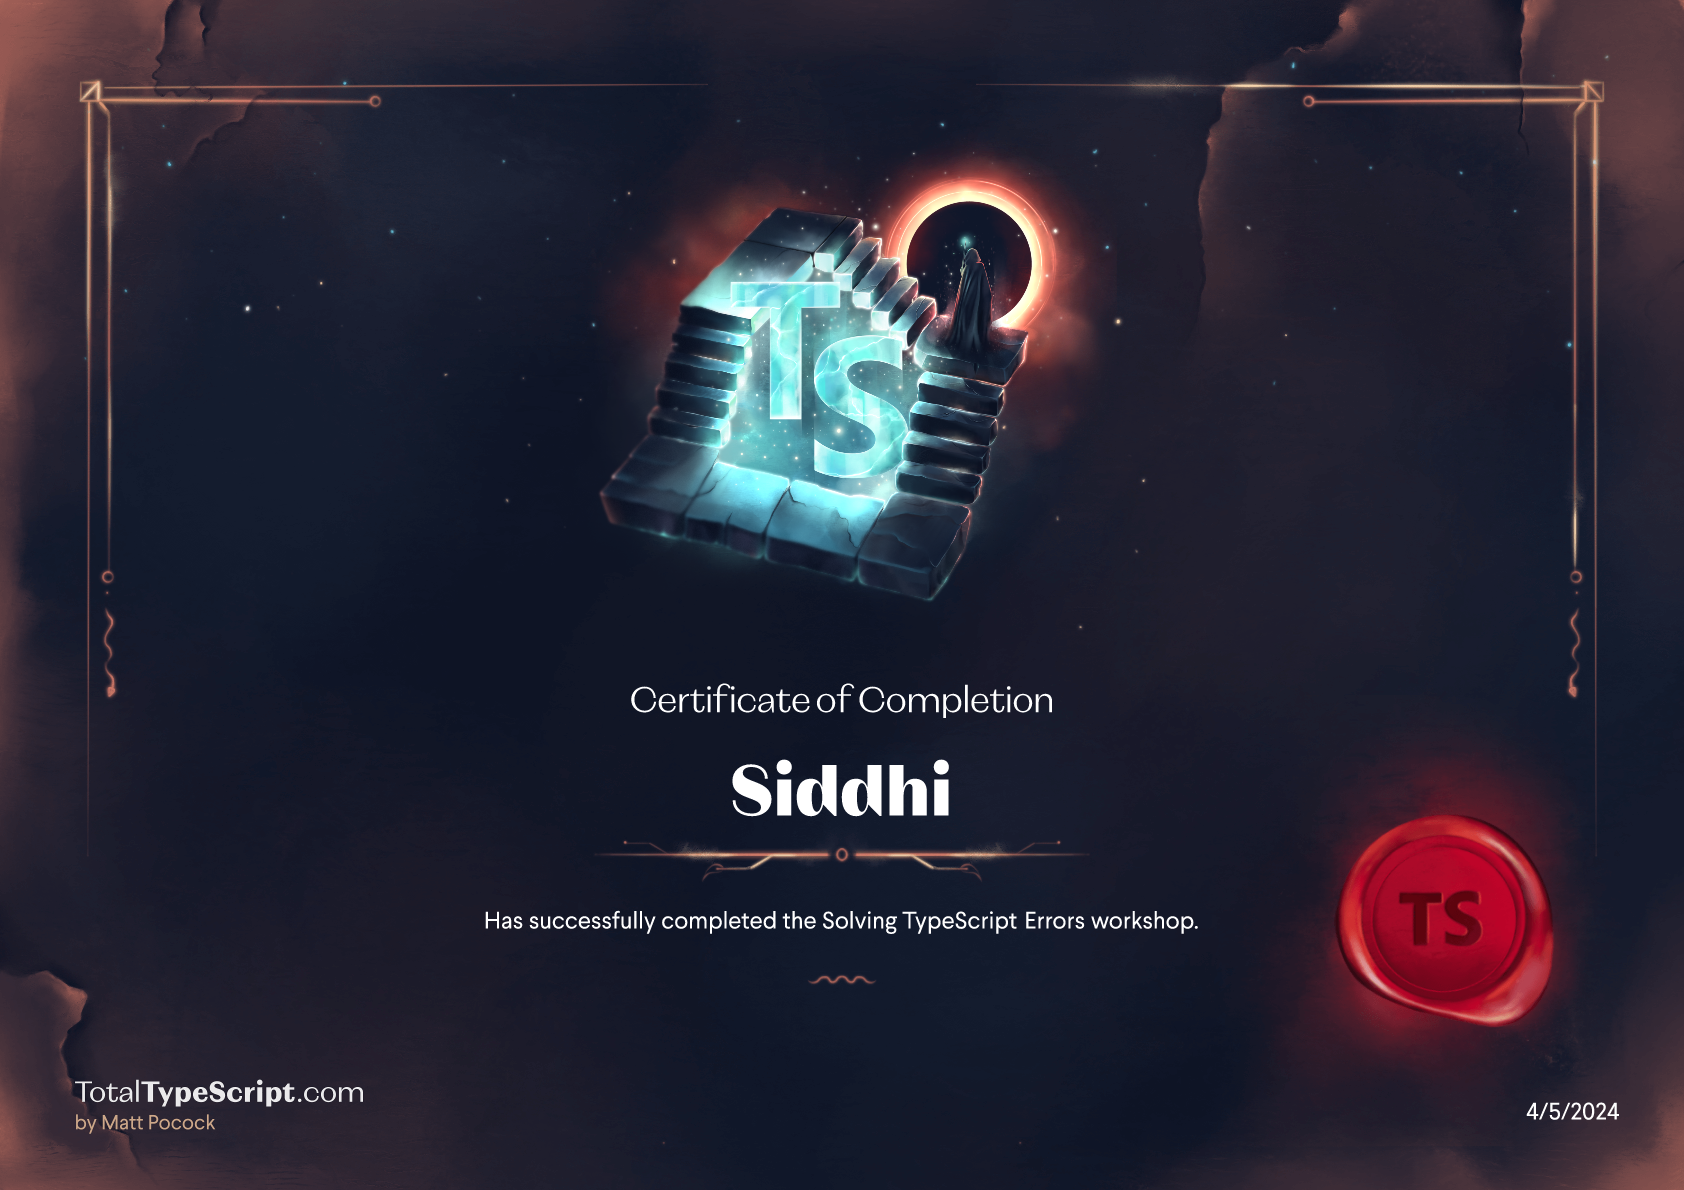 TS
Certificate of Completion
Siddhi
Has successfully completed the Solving TypeScript Errors workshop.
TS
TotalTypeScript.com
by Matt Pocock
4/5/2024